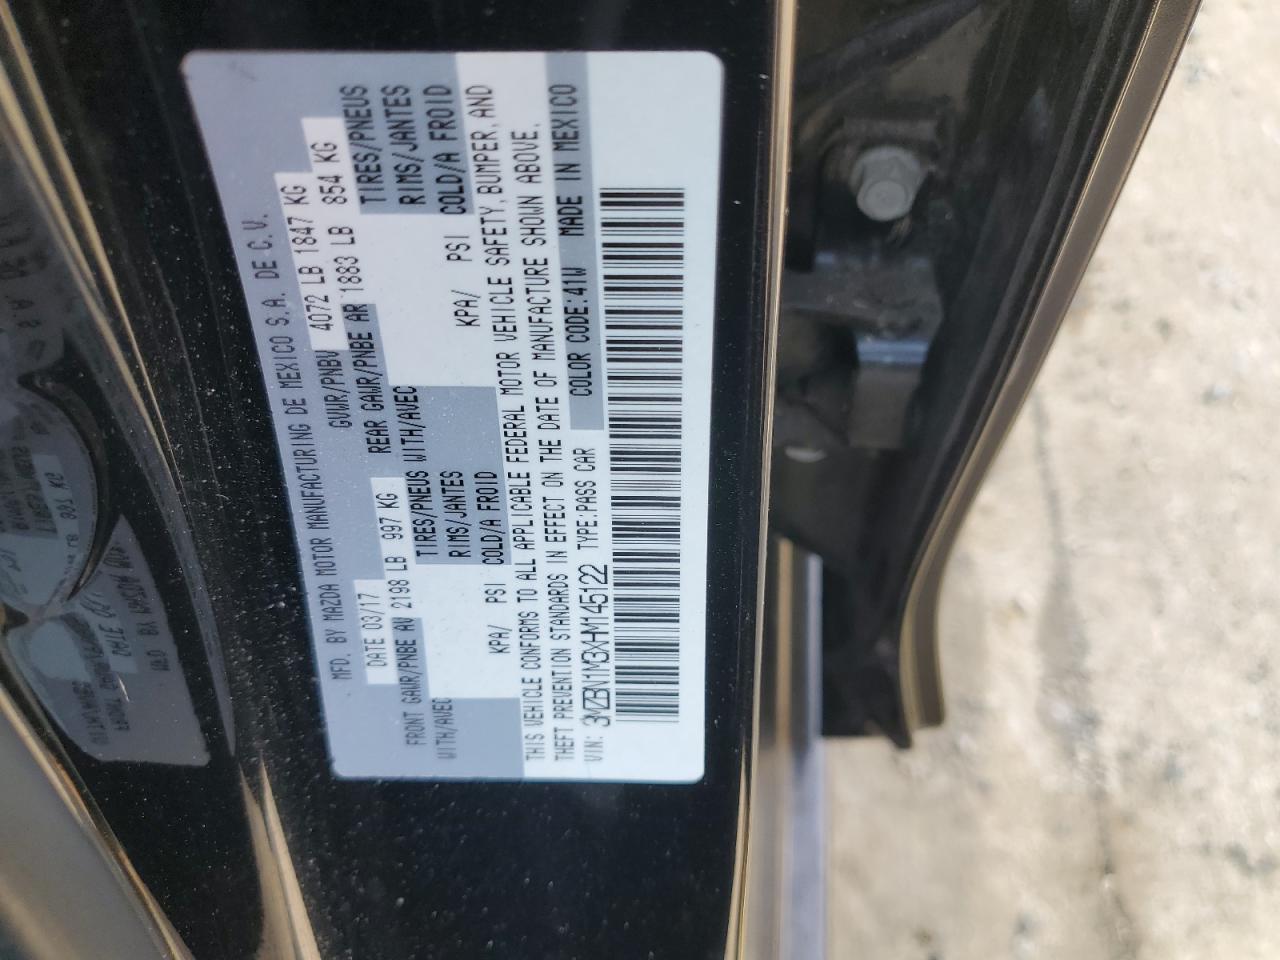 MFD. BY MAZDA MOTOR MANUFACTURING DE MEXICO S.A. DE C.V.
DATE 03/17 GVWR/PNBV 4072 LB 1847 KG
FRONT GAWR/PNBE AV 2198 LB 997 KG REAR GAWR/PNBE AR 1883 LB 854 KG
WITH/AVEC TIRES/PNEUS WITH/AVEC TIRES/PNEUS
RIMS/JANTES RIMS/JANTES
KPA/ PSI COLD/A FROID KPA/ PSI COLD/A FROID
THIS VEHICLE CONFORMS TO ALL APPLICABLE FEDERAL MOTOR VEHICLE SAFETY, BUMPER, AND
THEFT PREVENTION STANDARDS IN EFFECT ON THE DATE OF MANUFACTURE SHOWN ABOVE.
VIN: 3MZBN1M3XHM145122 TYPE:PASS CAR COLOR CODE:41W MADE IN MEXICO